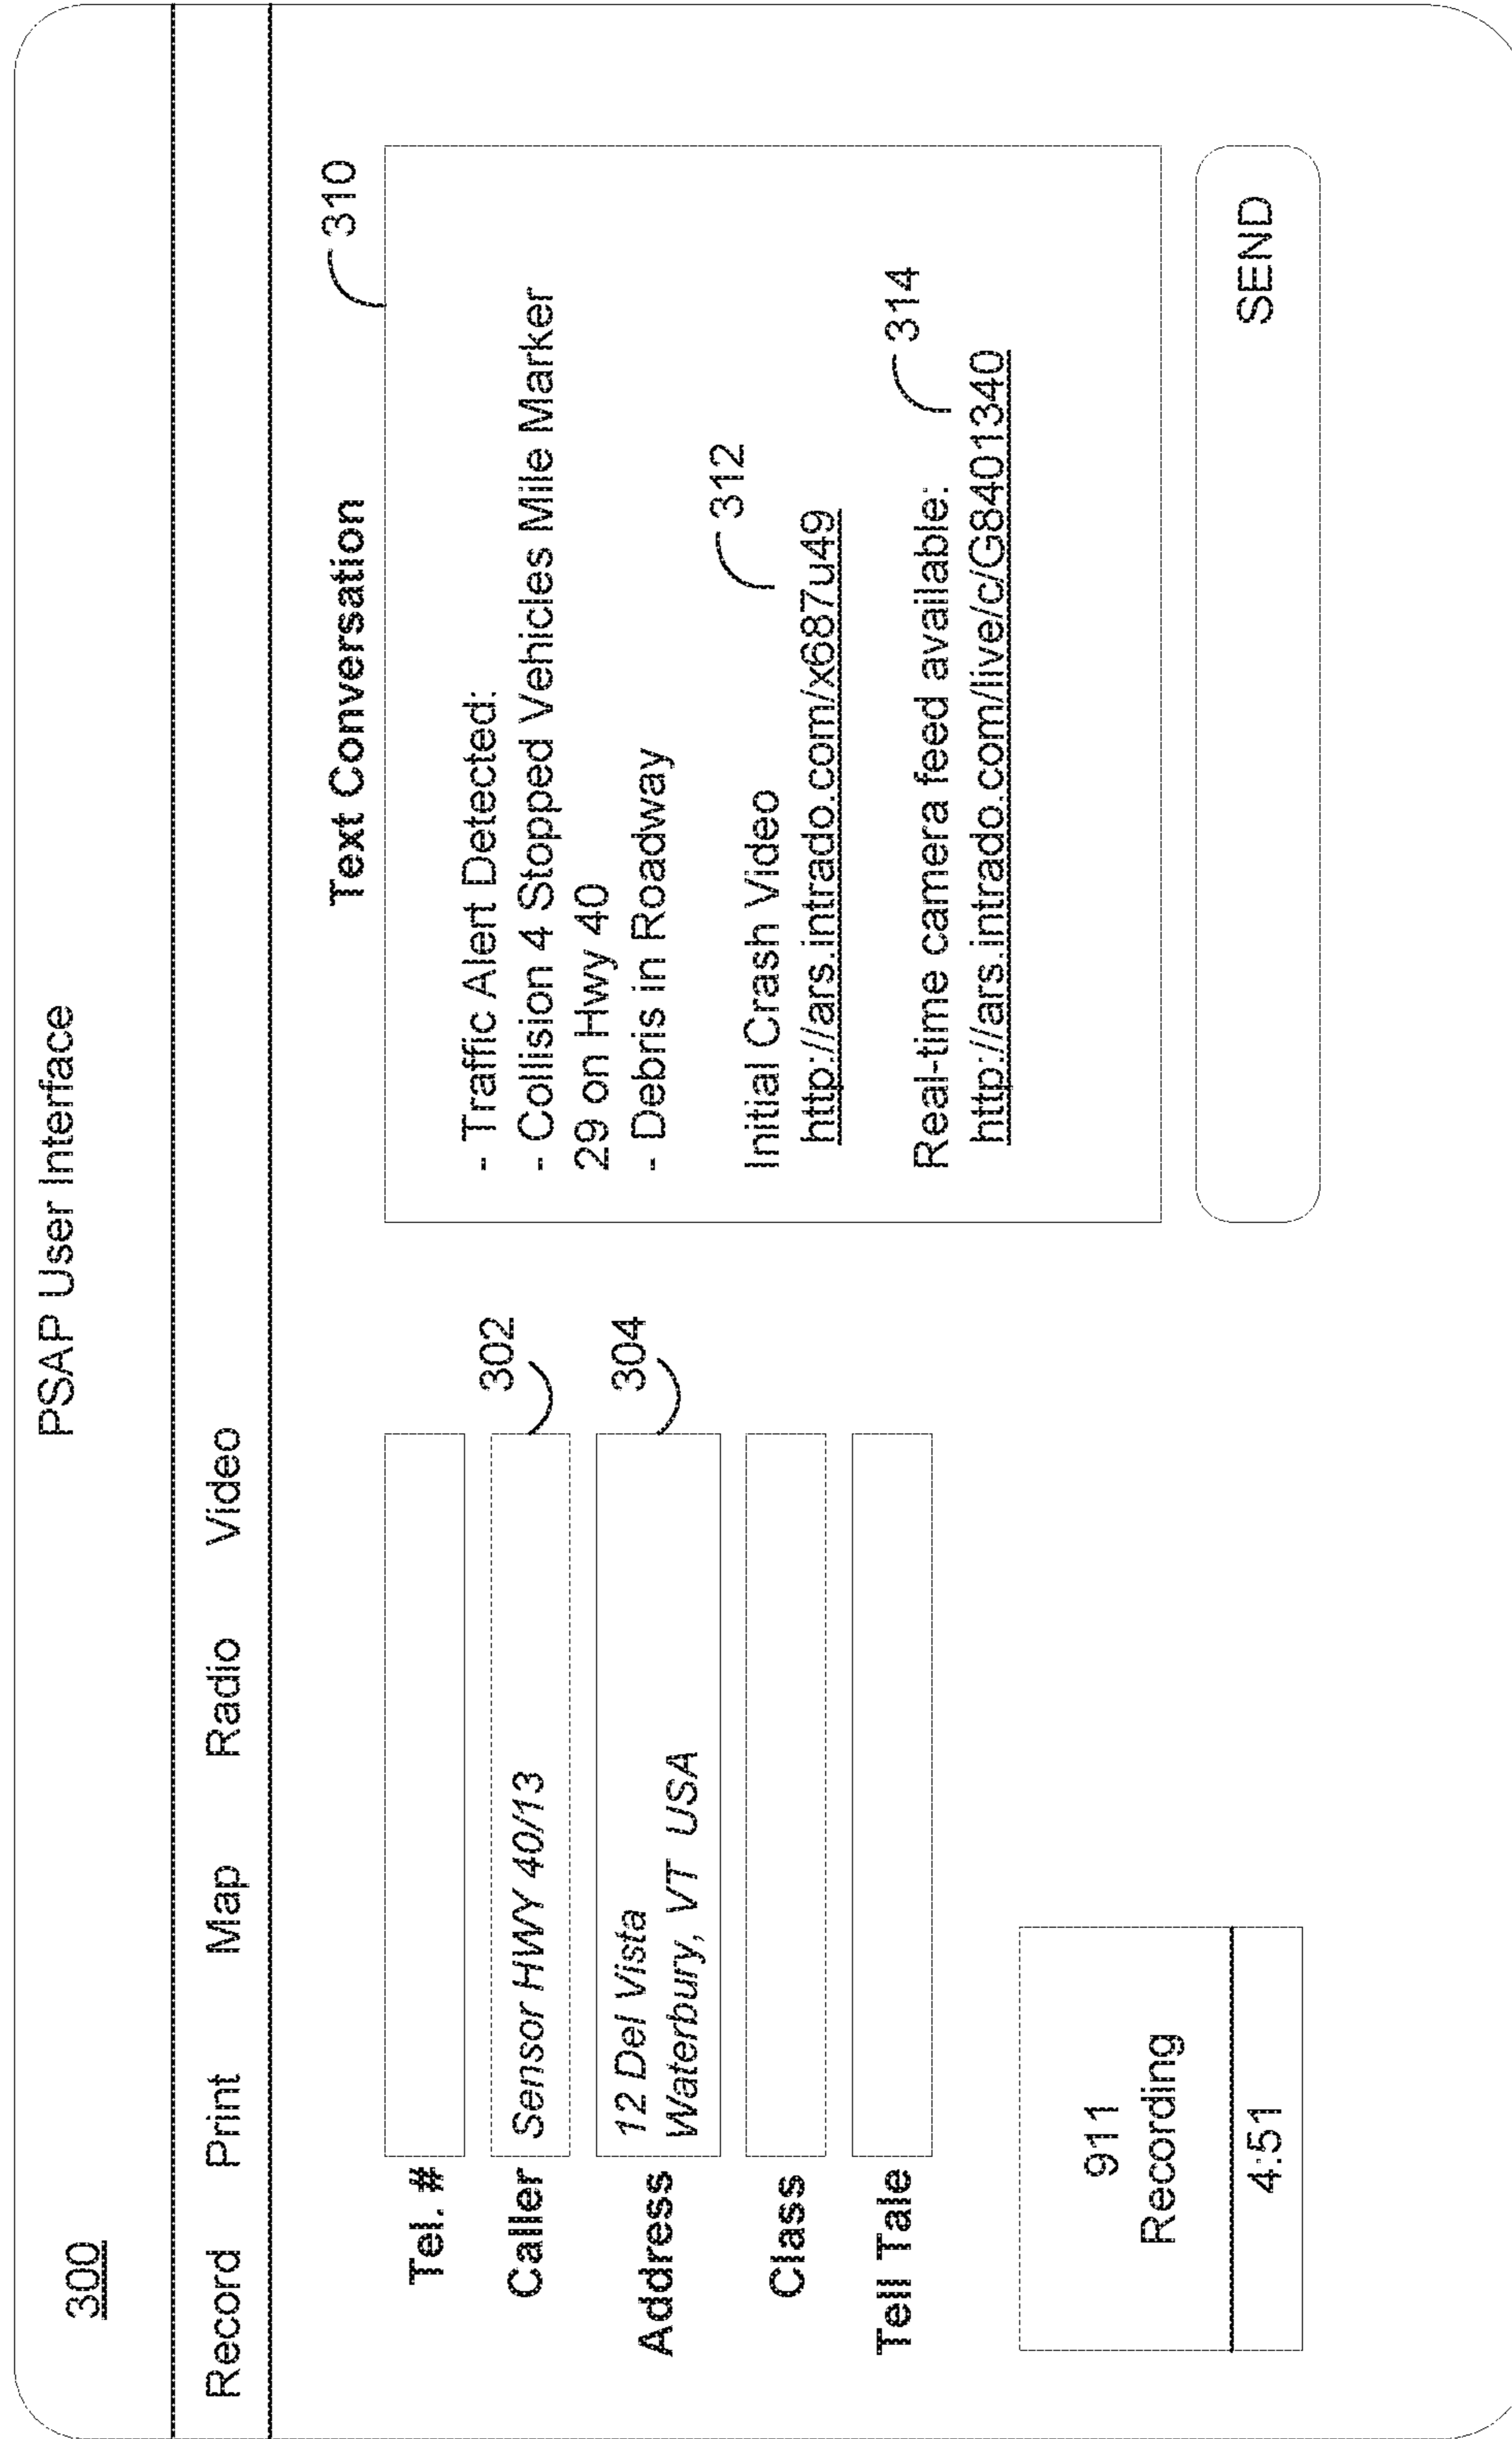 PSAP User Interface
300
Record Print Map Radio Video
Tel. #
Caller Sensor HWY 40/13
302
Address 12 Del Vista
Waterbury, VT USA
304
Class
Tell Tale
911
Recording
4:51
Text Conversation
310
- Traffic Alert Detected:
- Collision 4 Stopped Vehicles Mile Marker
29 on Hwy 40
- Debris in Roadway
312
Initial Crash Video
http://ars.intrado.com/x687u49
314
Real-time camera feed available:
http://ars.intrado.com/live/c/G8401340
SEND